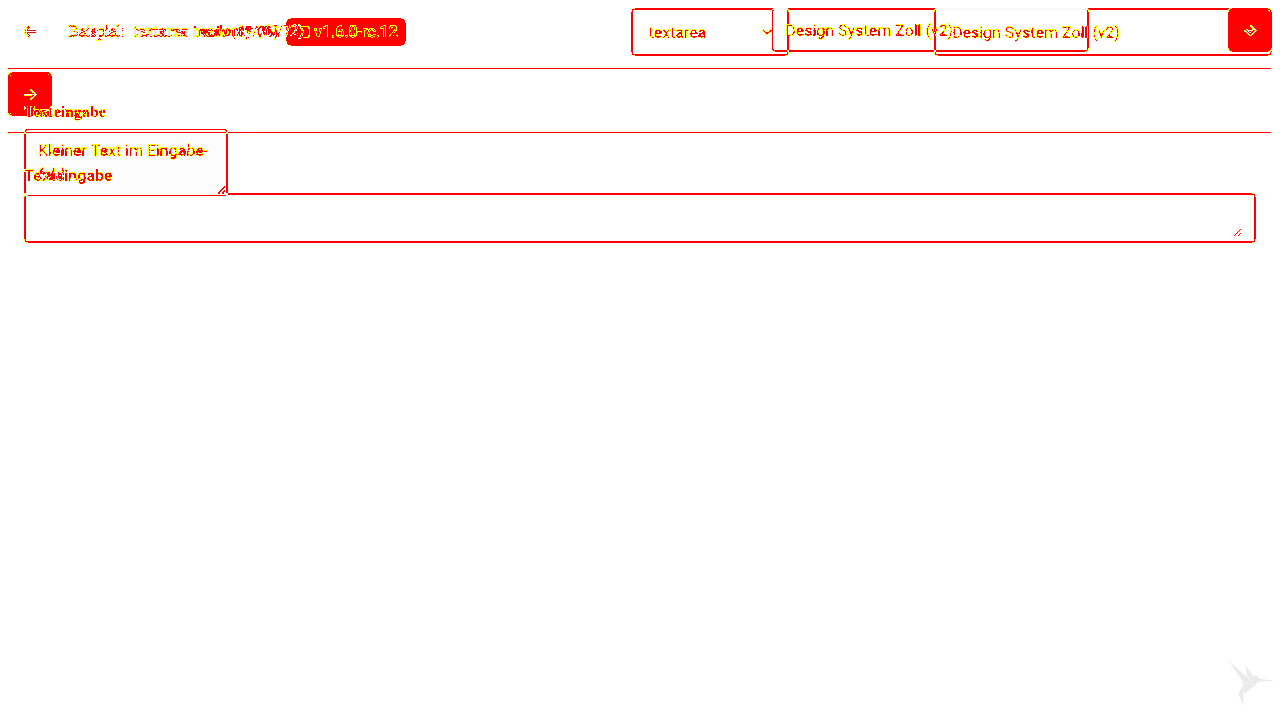 Beispiel: textarea v1.6.0-rc.12 textarea Design System Zoll (v2) Design System Zoll (v2)
Texteingabe
Kleiner Text im Eingabe-
Texteingabe